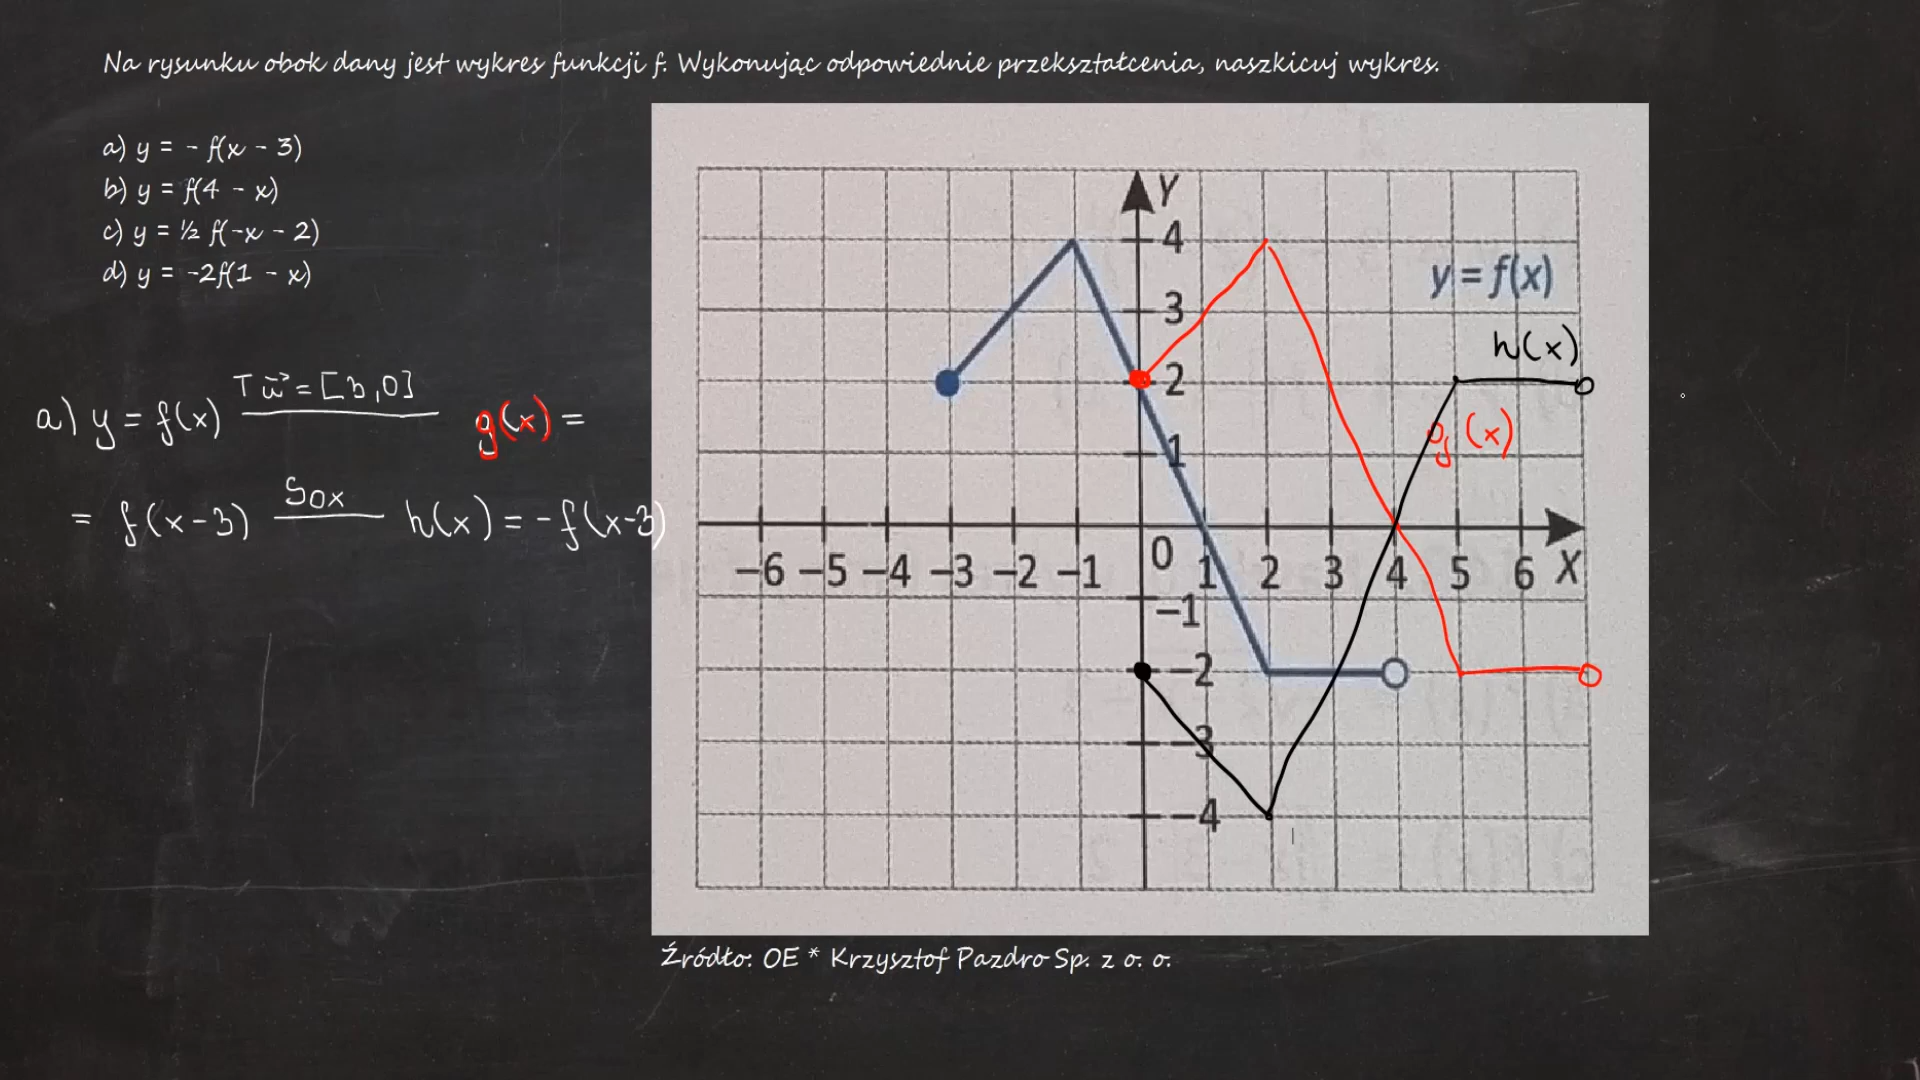 Na rysunku obok dany jest wykres funkcji f. Wykonując odpowiednie przekształcenia, naszkicuj wykres.
a) y = - f(x - 3)
b) y = f(4 - x)
c) y = ½ f(-x - 2)
d) y = -2f(1 - x)
a) y = f(x) T u⃗ = [3,0] g(x) =
= f(x-3) SOX h(x) = -f(x-3)
Y
4
y = f(x)
3
h(x)
2
g(x)
1
0
-6 -5 -4 -3 -2 -1 1 2 3 4 5 6 X
-1
-2
-3
-4
Źródło: OE * Krzysztof Pazdro Sp. z o. o.